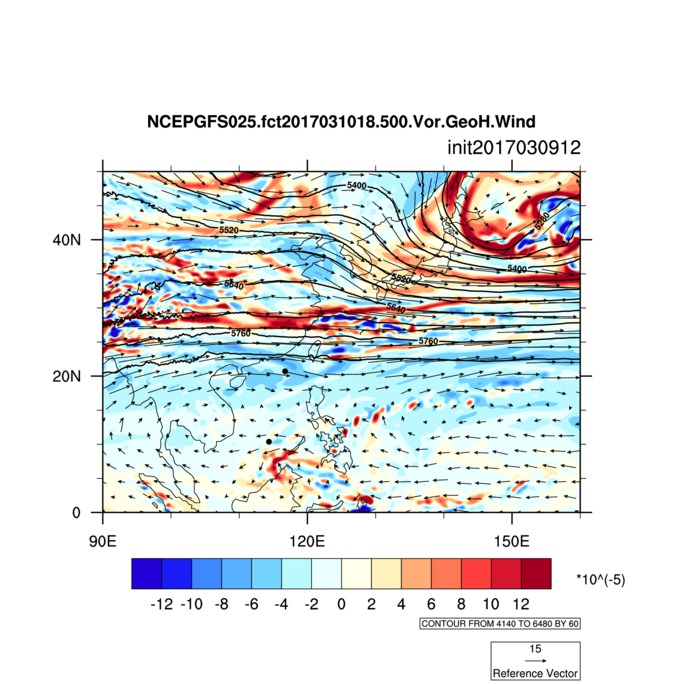 NCEPGFS025.fct2017031018.500.Vor.GeoH.Wind
init2017030912
5400
5520
5280
40N
5400
5520
5640
5640
5760
5760
20N
0
90E 120E 150E
-12 -10 -8 -6 -4 -2 0 2 4 6 8 10 12
*10^(-5)
CONTOUR FROM 4140 TO 6480 BY 60
15
Reference Vector